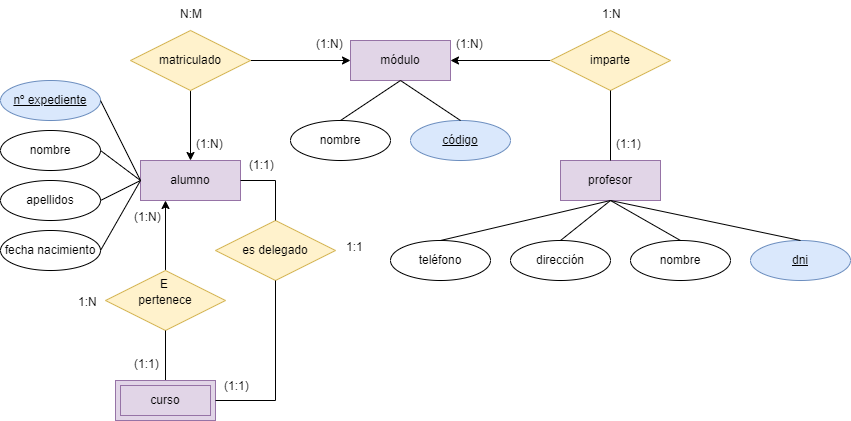 N:M
1:N
matriculado
(1:N)
módulo
(1:N)
imparte
nº expediente
nombre
código
nombre
(1:N)
(1:1)
(1:1)
alumno
profesor
apellidos
(1:N)
fecha nacimiento
es delegado
1:1
teléfono
dirección
nombre
dni
E
pertenece
1:N
(1:1)
(1:1)
curso